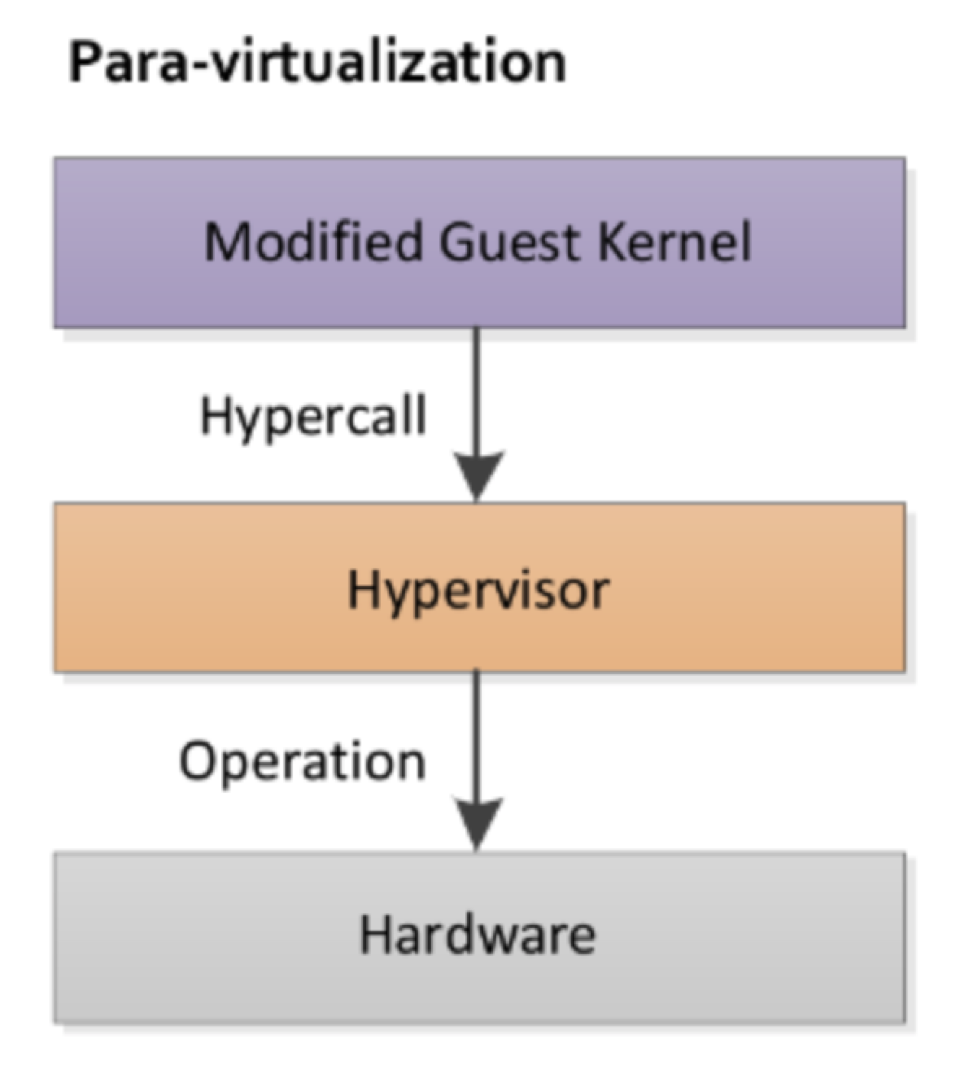 Para-virtualization
Modified Guest Kernel
Hypercall
Hypervisor
Operation
Hardware